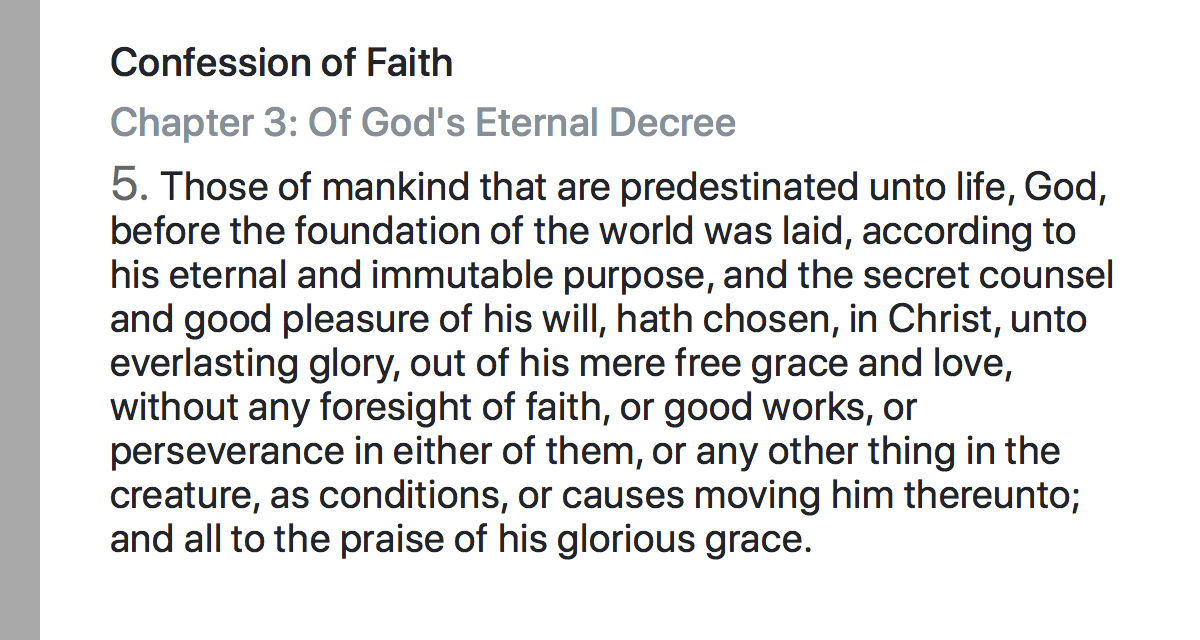 Confession of Faith
Chapter 3: Of God's Eternal Decree
5. Those of mankind that are predestinated unto life, God,
before the foundation of the world was laid, according to
his eternal and immutable purpose, and the secret counsel
and good pleasure of his will, hath chosen, in Christ, unto
everlasting glory, out of his mere free grace and love,
without any foresight of faith, or good works, or
perseverance in either of them, or any other thing in the
creature, as conditions, or causes moving him thereunto;
and all to the praise of his glorious grace.